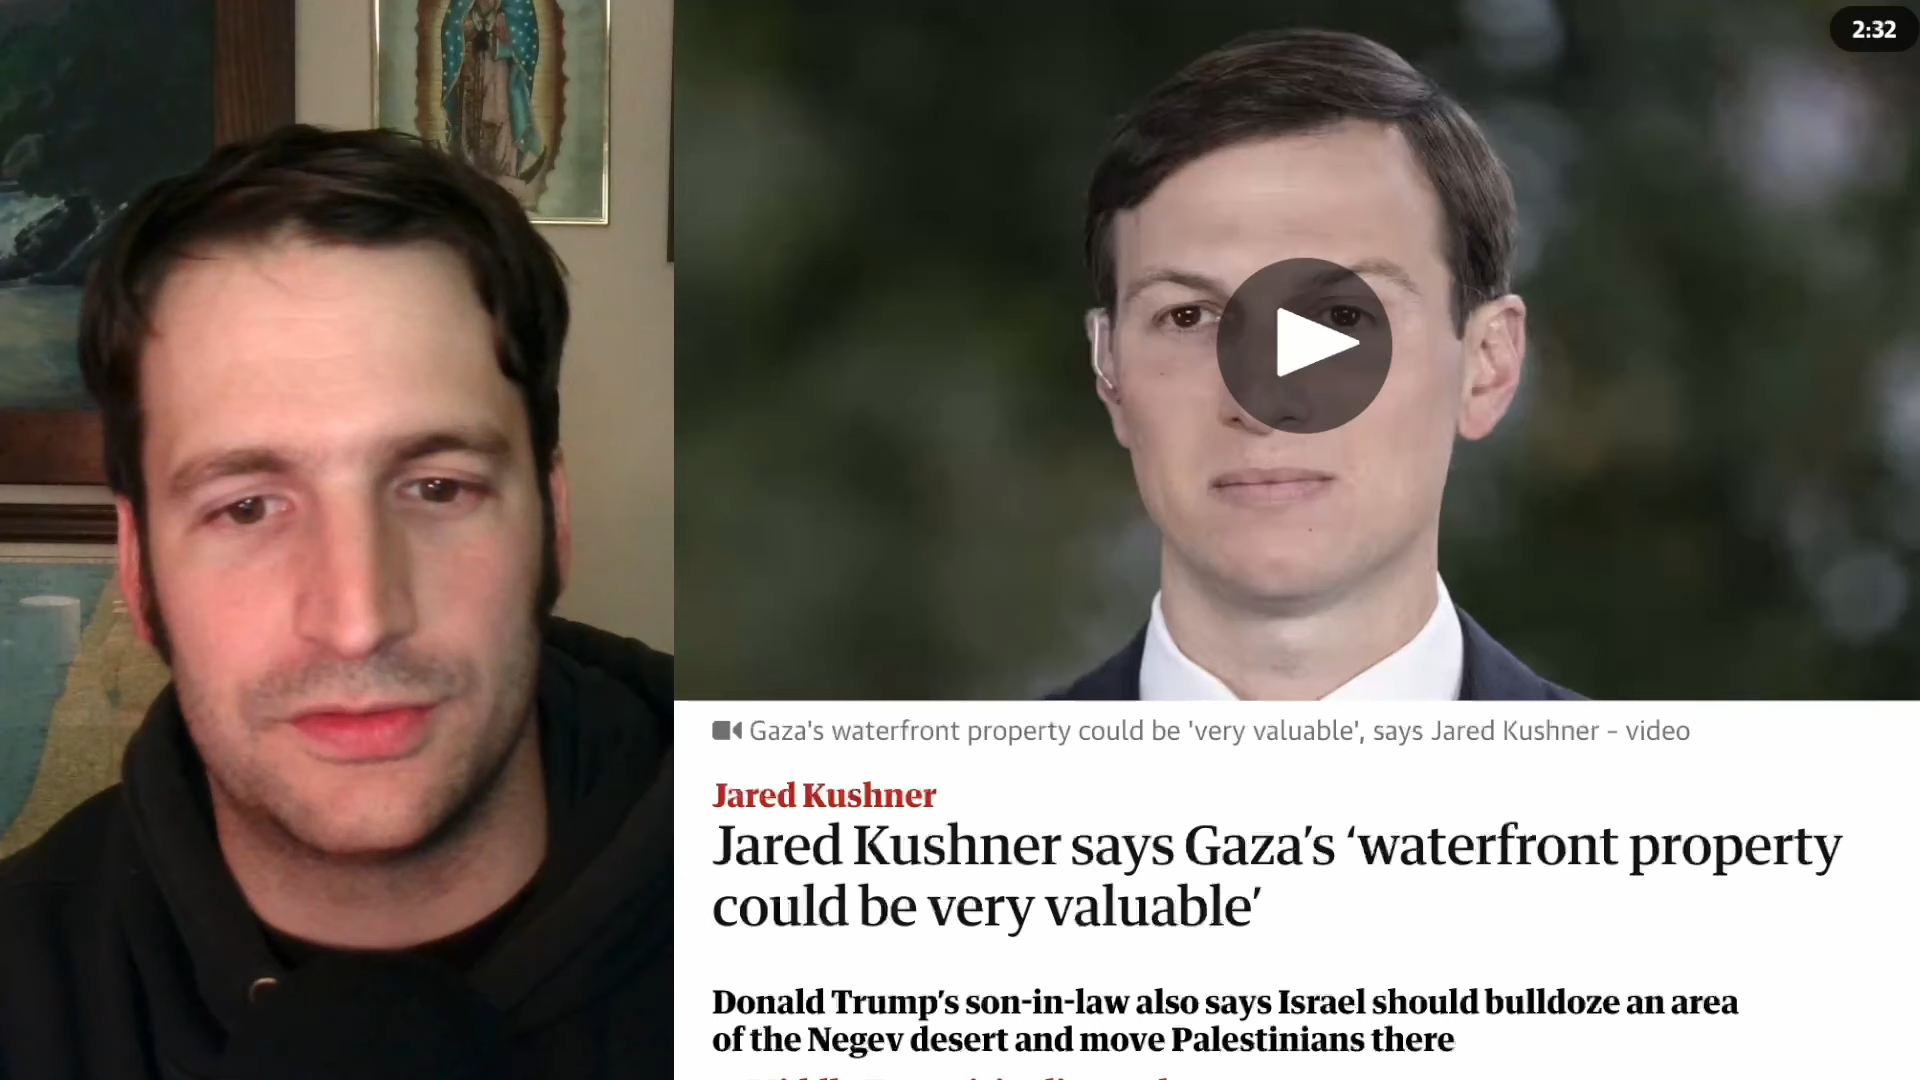 2:32
Gaza's waterfront property could be 'very valuable', says Jared Kushner – video
Jared Kushner
Jared Kushner says Gaza’s ‘waterfront property
could be very valuable’
Donald Trump’s son-in-law also says Israel should bulldoze an area
of the Negev desert and move Palestinians there